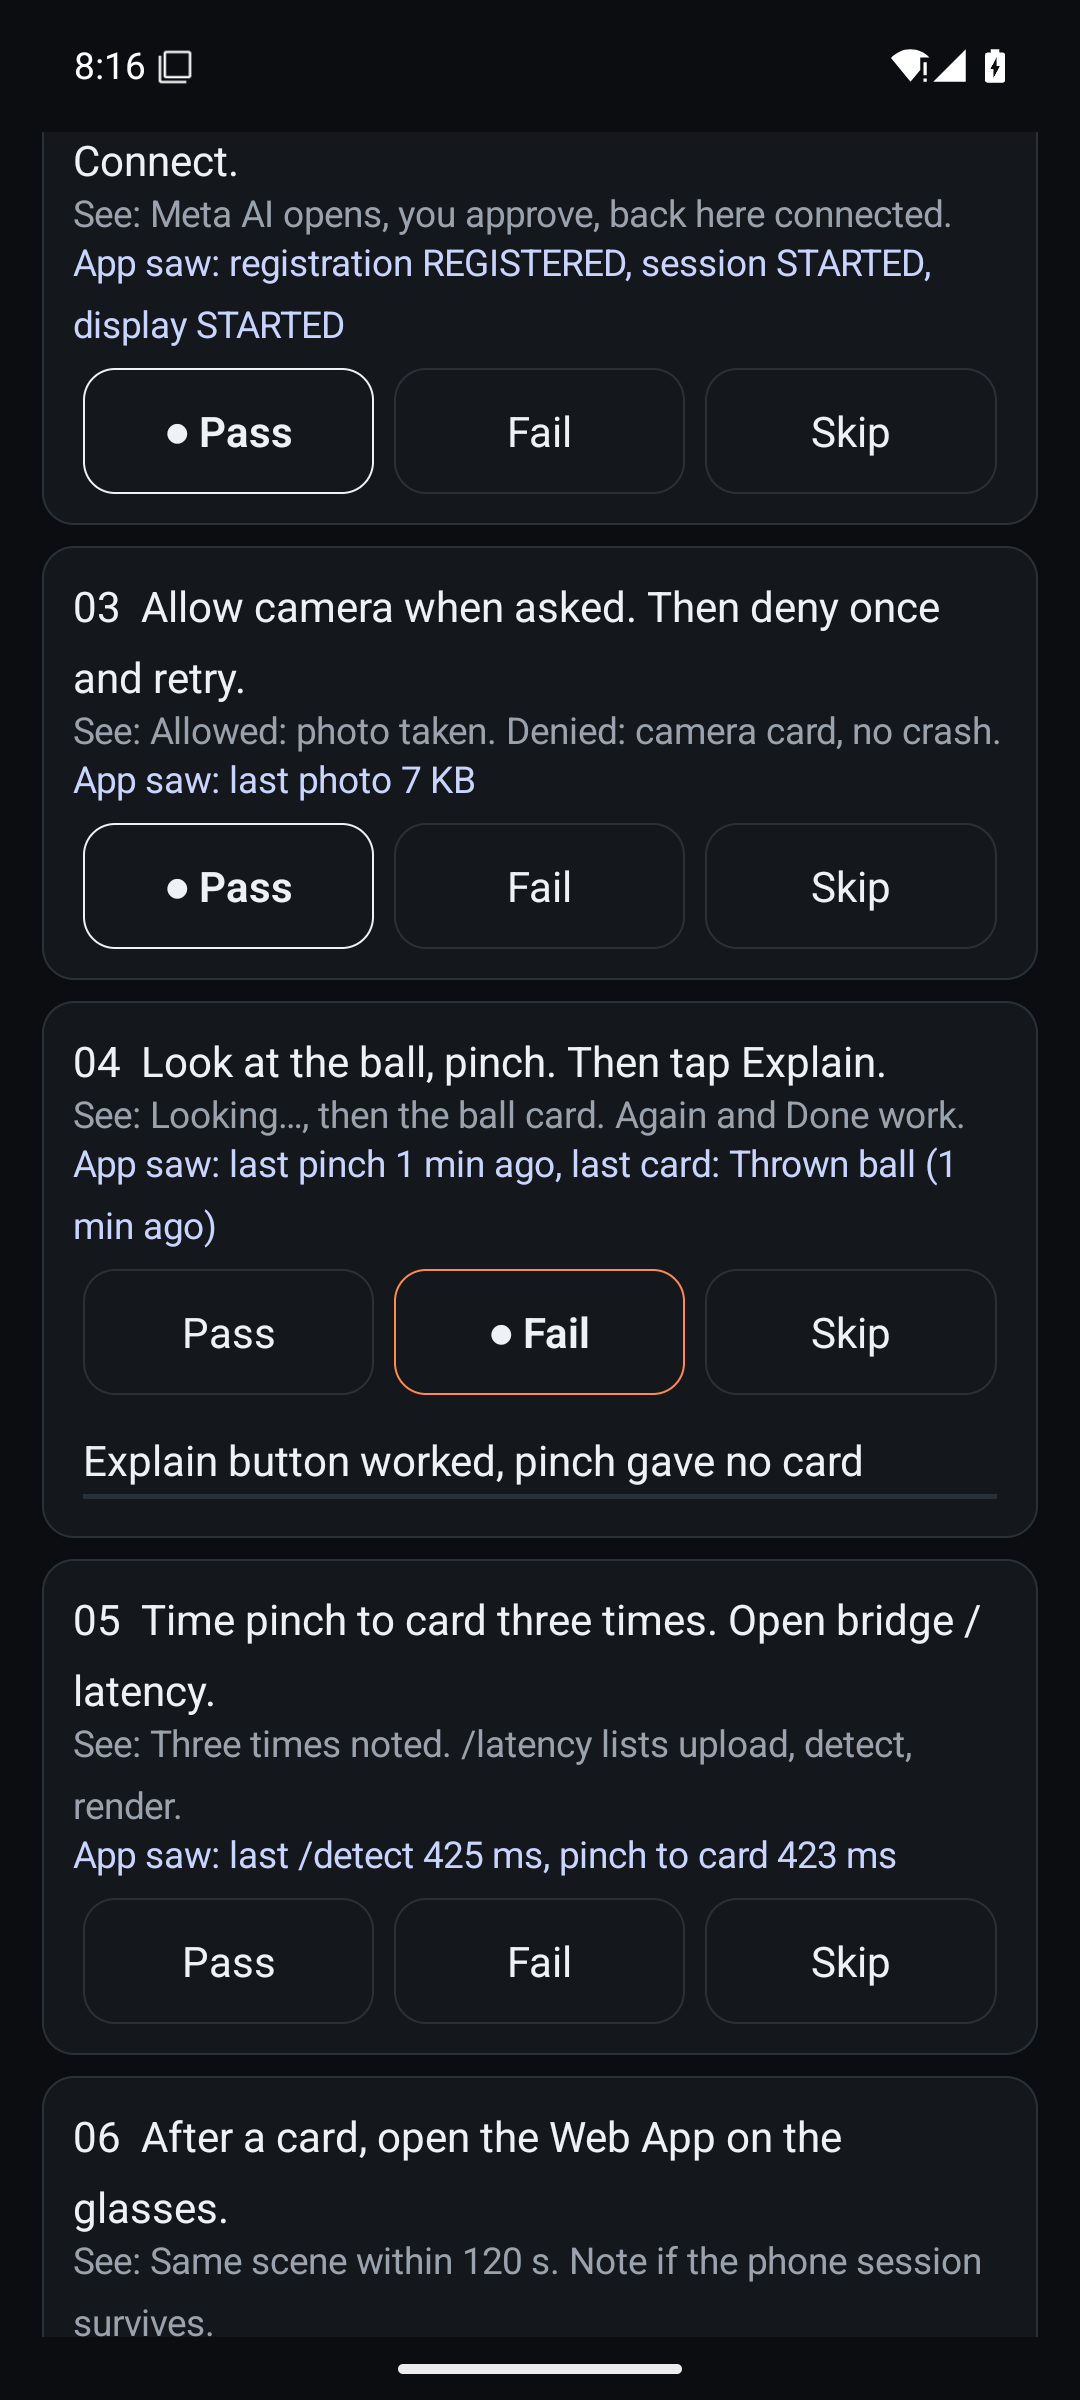 8:16
Connect.
See: Meta AI opens, you approve, back here connected.
App saw: registration REGISTERED, session STARTED,
display STARTED
● Pass Fail Skip
03 Allow camera when asked. Then deny once
and retry.
See: Allowed: photo taken. Denied: camera card, no crash.
App saw: last photo 7 KB
● Pass Fail Skip
04 Look at the ball, pinch. Then tap Explain.
See: Looking…, then the ball card. Again and Done work.
App saw: last pinch 1 min ago, last card: Thrown ball (1
min ago)
Pass ● Fail Skip
Explain button worked, pinch gave no card
05 Time pinch to card three times. Open bridge /
latency.
See: Three times noted. /latency lists upload, detect,
render.
App saw: last /detect 425 ms, pinch to card 423 ms
Pass Fail Skip
06 After a card, open the Web App on the
glasses.
See: Same scene within 120 s. Note if the phone session
survives.